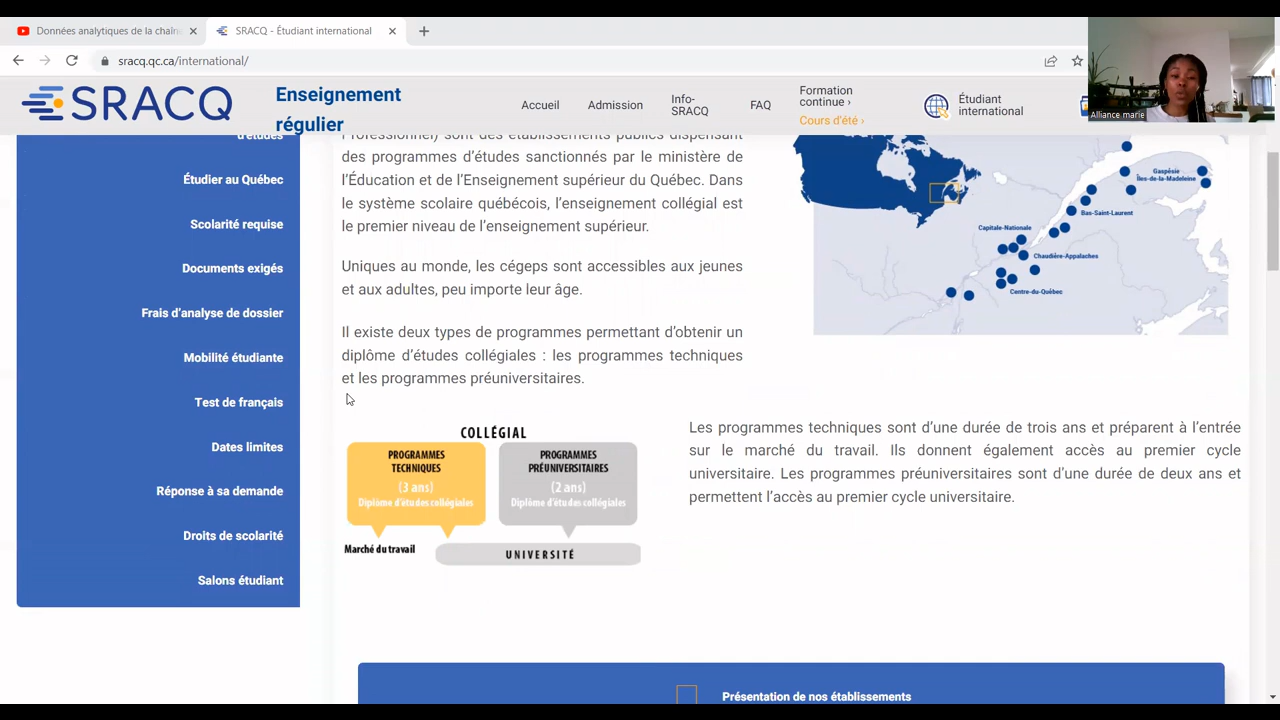 Données analytiques de la chaîn
SRACQ - Étudiant international
sracq.qc.ca/international/
SRACQ
Enseignement
régulier
Accueil
Admission
Info-
SRACQ
FAQ
Formation
continue ›
Cours d'été ›
Étudiant
international
Alliance marie
d'études
Étudier au Québec
Scolarité requise
Documents exigés
Frais d'analyse de dossier
Mobilité étudiante
Test de français
Dates limites
Réponse à sa demande
Droits de scolarité
Salons étudiant
Professionnel) sont des établissements publics dispensant
des programmes d'études sanctionnés par le ministère de
l'Éducation et de l'Enseignement supérieur du Québec. Dans
le système scolaire québécois, l'enseignement collégial est
le premier niveau de l'enseignement supérieur.
Uniques au monde, les cégeps sont accessibles aux jeunes
et aux adultes, peu importe leur âge.
Il existe deux types de programmes permettant d'obtenir un
diplôme d'études collégiales : les programmes techniques
et les programmes préuniversitaires.
Gaspésie
Îles-de-la-Madeleine
Bas-Saint-Laurent
Capitale-Nationale
Chaudière-Appalaches
Centre-du-Québec
COLLÉGIAL
PROGRAMMES
TECHNIQUES
(3 ans)
Diplôme d'études collégiales
PROGRAMMES
PRÉUNIVERSITAIRES
(2 ans)
Diplôme d'études collégiales
Marché du travail
UNIVERSITÉ
Les programmes techniques sont d'une durée de trois ans et préparent à l'entrée
sur le marché du travail. Ils donnent également accès au premier cycle
universitaire. Les programmes préuniversitaires sont d'une durée de deux ans et
permettent l'accès au premier cycle universitaire.
Présentation de nos établissements